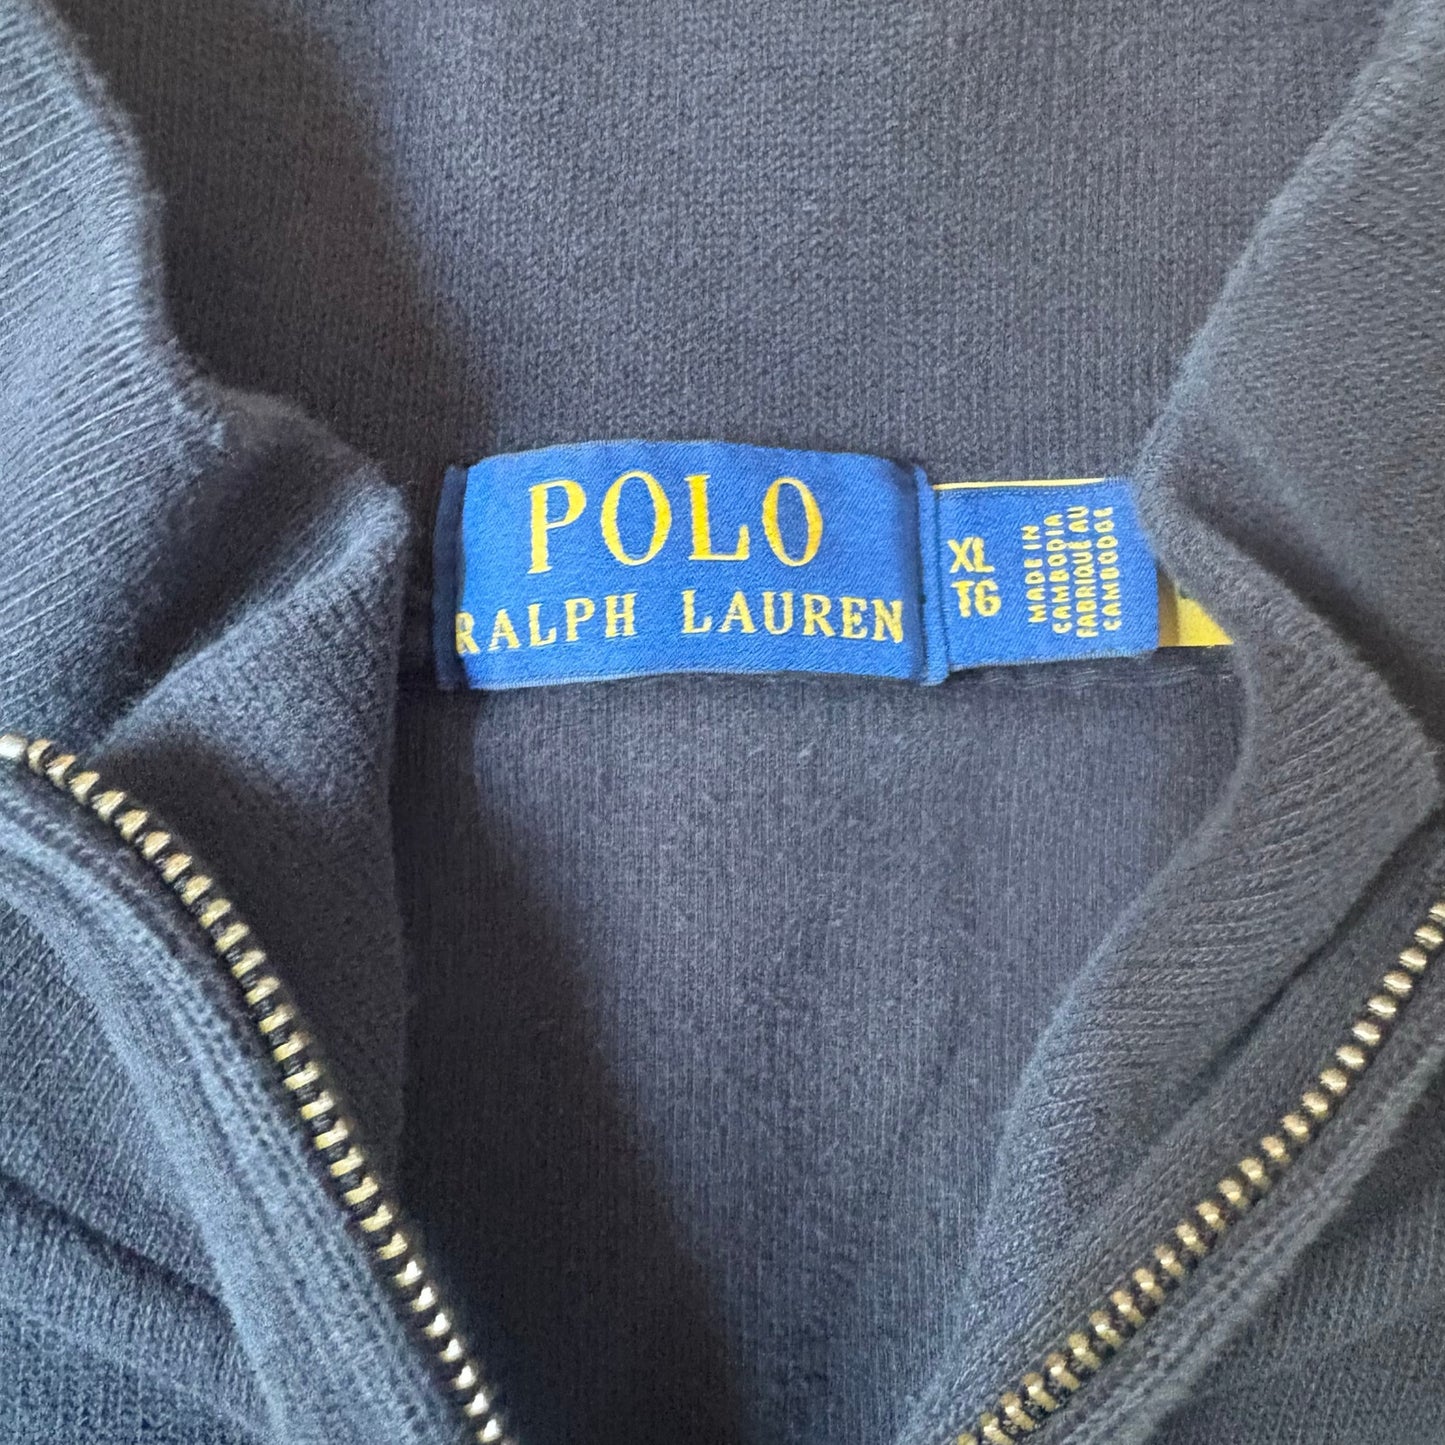 POLO
RALPH LAUREN
XL
TG
MADE IN
CAMBODIA
FABRIQUÉ AU
CAMBODGE